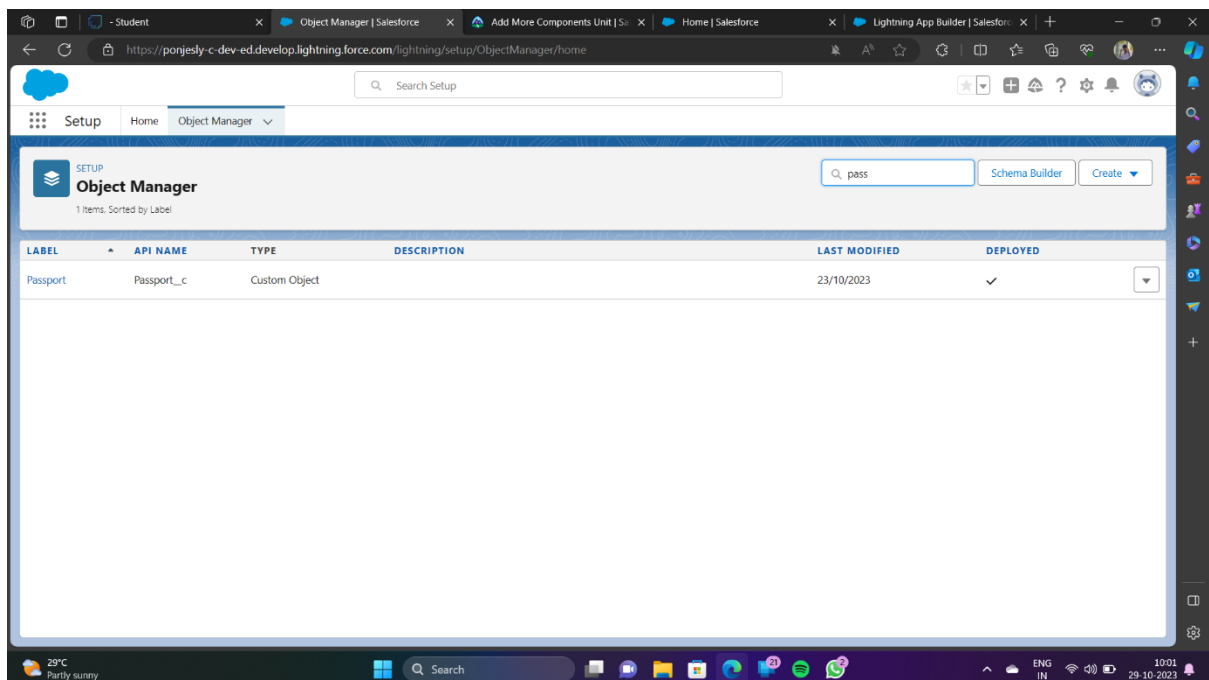 - Student
Object Manager | Salesforce
Add More Components Unit | Sa
Home | Salesforce
Lightning App Builder | Salesforc
https://ponjesly-c-dev-ed.develop.lightning.force.com/lightning/setup/ObjectManager/home
Search Setup
Setup Home Object Manager
SETUP
Object Manager
1 Items. Sorted by Label
pass
Schema Builder
Create
LABEL API NAME TYPE DESCRIPTION LAST MODIFIED DEPLOYED
Passport Passport__c Custom Object 23/10/2023
29°C
Partly sunny
Search
21
2
ENG
IN
10:01
29-10-2023